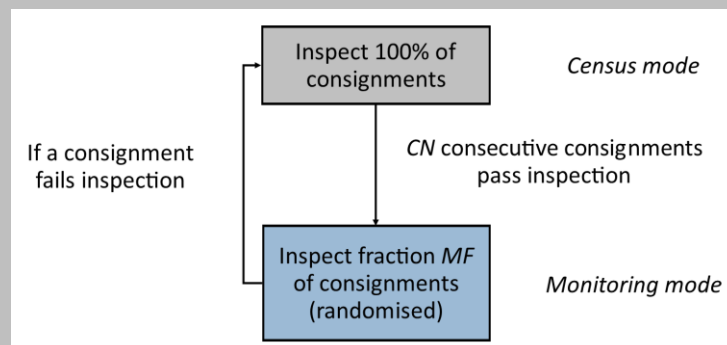 Inspect 100% of
consignments
Census mode
If a consignment
fails inspection
CN consecutive consignments
pass inspection
Inspect fraction MF
of consignments
(randomised)
Monitoring mode